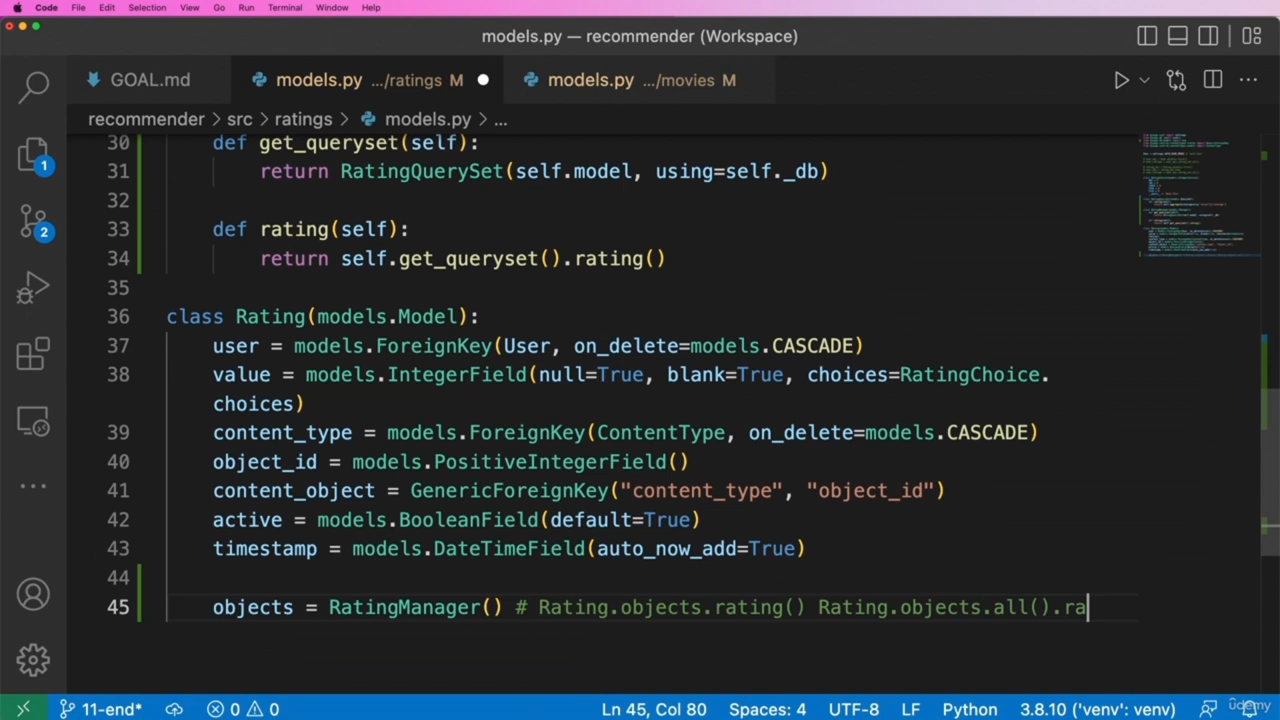 Code File Edit Selection View Go Run Terminal Window Help
models.py — recommender (Workspace)
GOAL.md models.py .../ratings M models.py .../movies M
recommender > src > ratings > models.py > ...
30 def get_queryset(self):
31 return RatingQuerySet(self.model, using=self._db)
32
33 def rating(self):
34 return self.get_queryset().rating()
35
36 class Rating(models.Model):
37 user = models.ForeignKey(User, on_delete=models.CASCADE)
38 value = models.IntegerField(null=True, blank=True, choices=RatingChoice.
choices)
39 content_type = models.ForeignKey(ContentType, on_delete=models.CASCADE)
40 object_id = models.PositiveIntegerField()
41 content_object = GenericForeignKey("content_type", "object_id")
42 active = models.BooleanField(default=True)
43 timestamp = models.DateTimeField(auto_now_add=True)
44
45 objects = RatingManager() # Rating.objects.rating() Rating.objects.all().ra
1
2
11-end* 0 0 Ln 45, Col 80 Spaces: 4 UTF-8 LF Python 3.8.10 ('venv': venv)
udemy